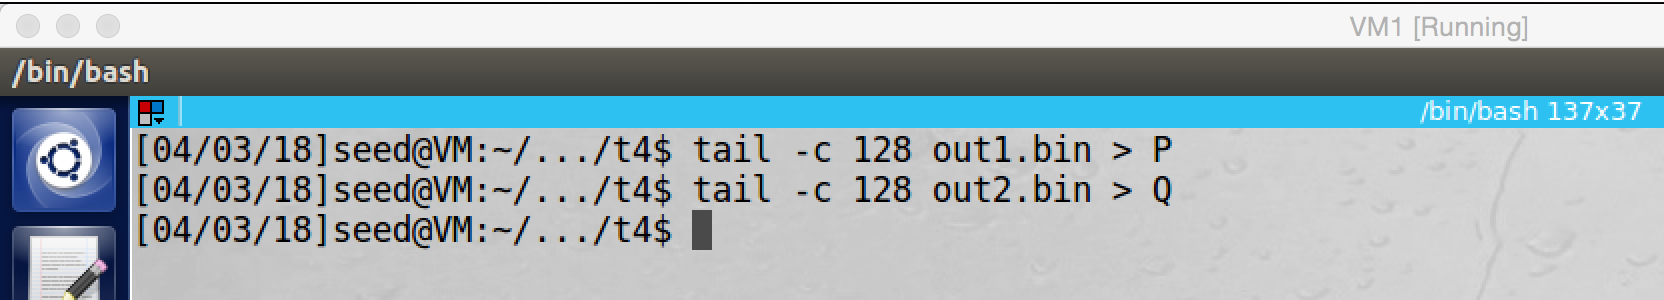 VM1 [Running]
/bin/bash
/bin/bash 137x37
[04/03/18]seed@VM:~/.../t4$ tail -c 128 out1.bin > P
[04/03/18]seed@VM:~/.../t4$ tail -c 128 out2.bin > Q
[04/03/18]seed@VM:~/.../t4$